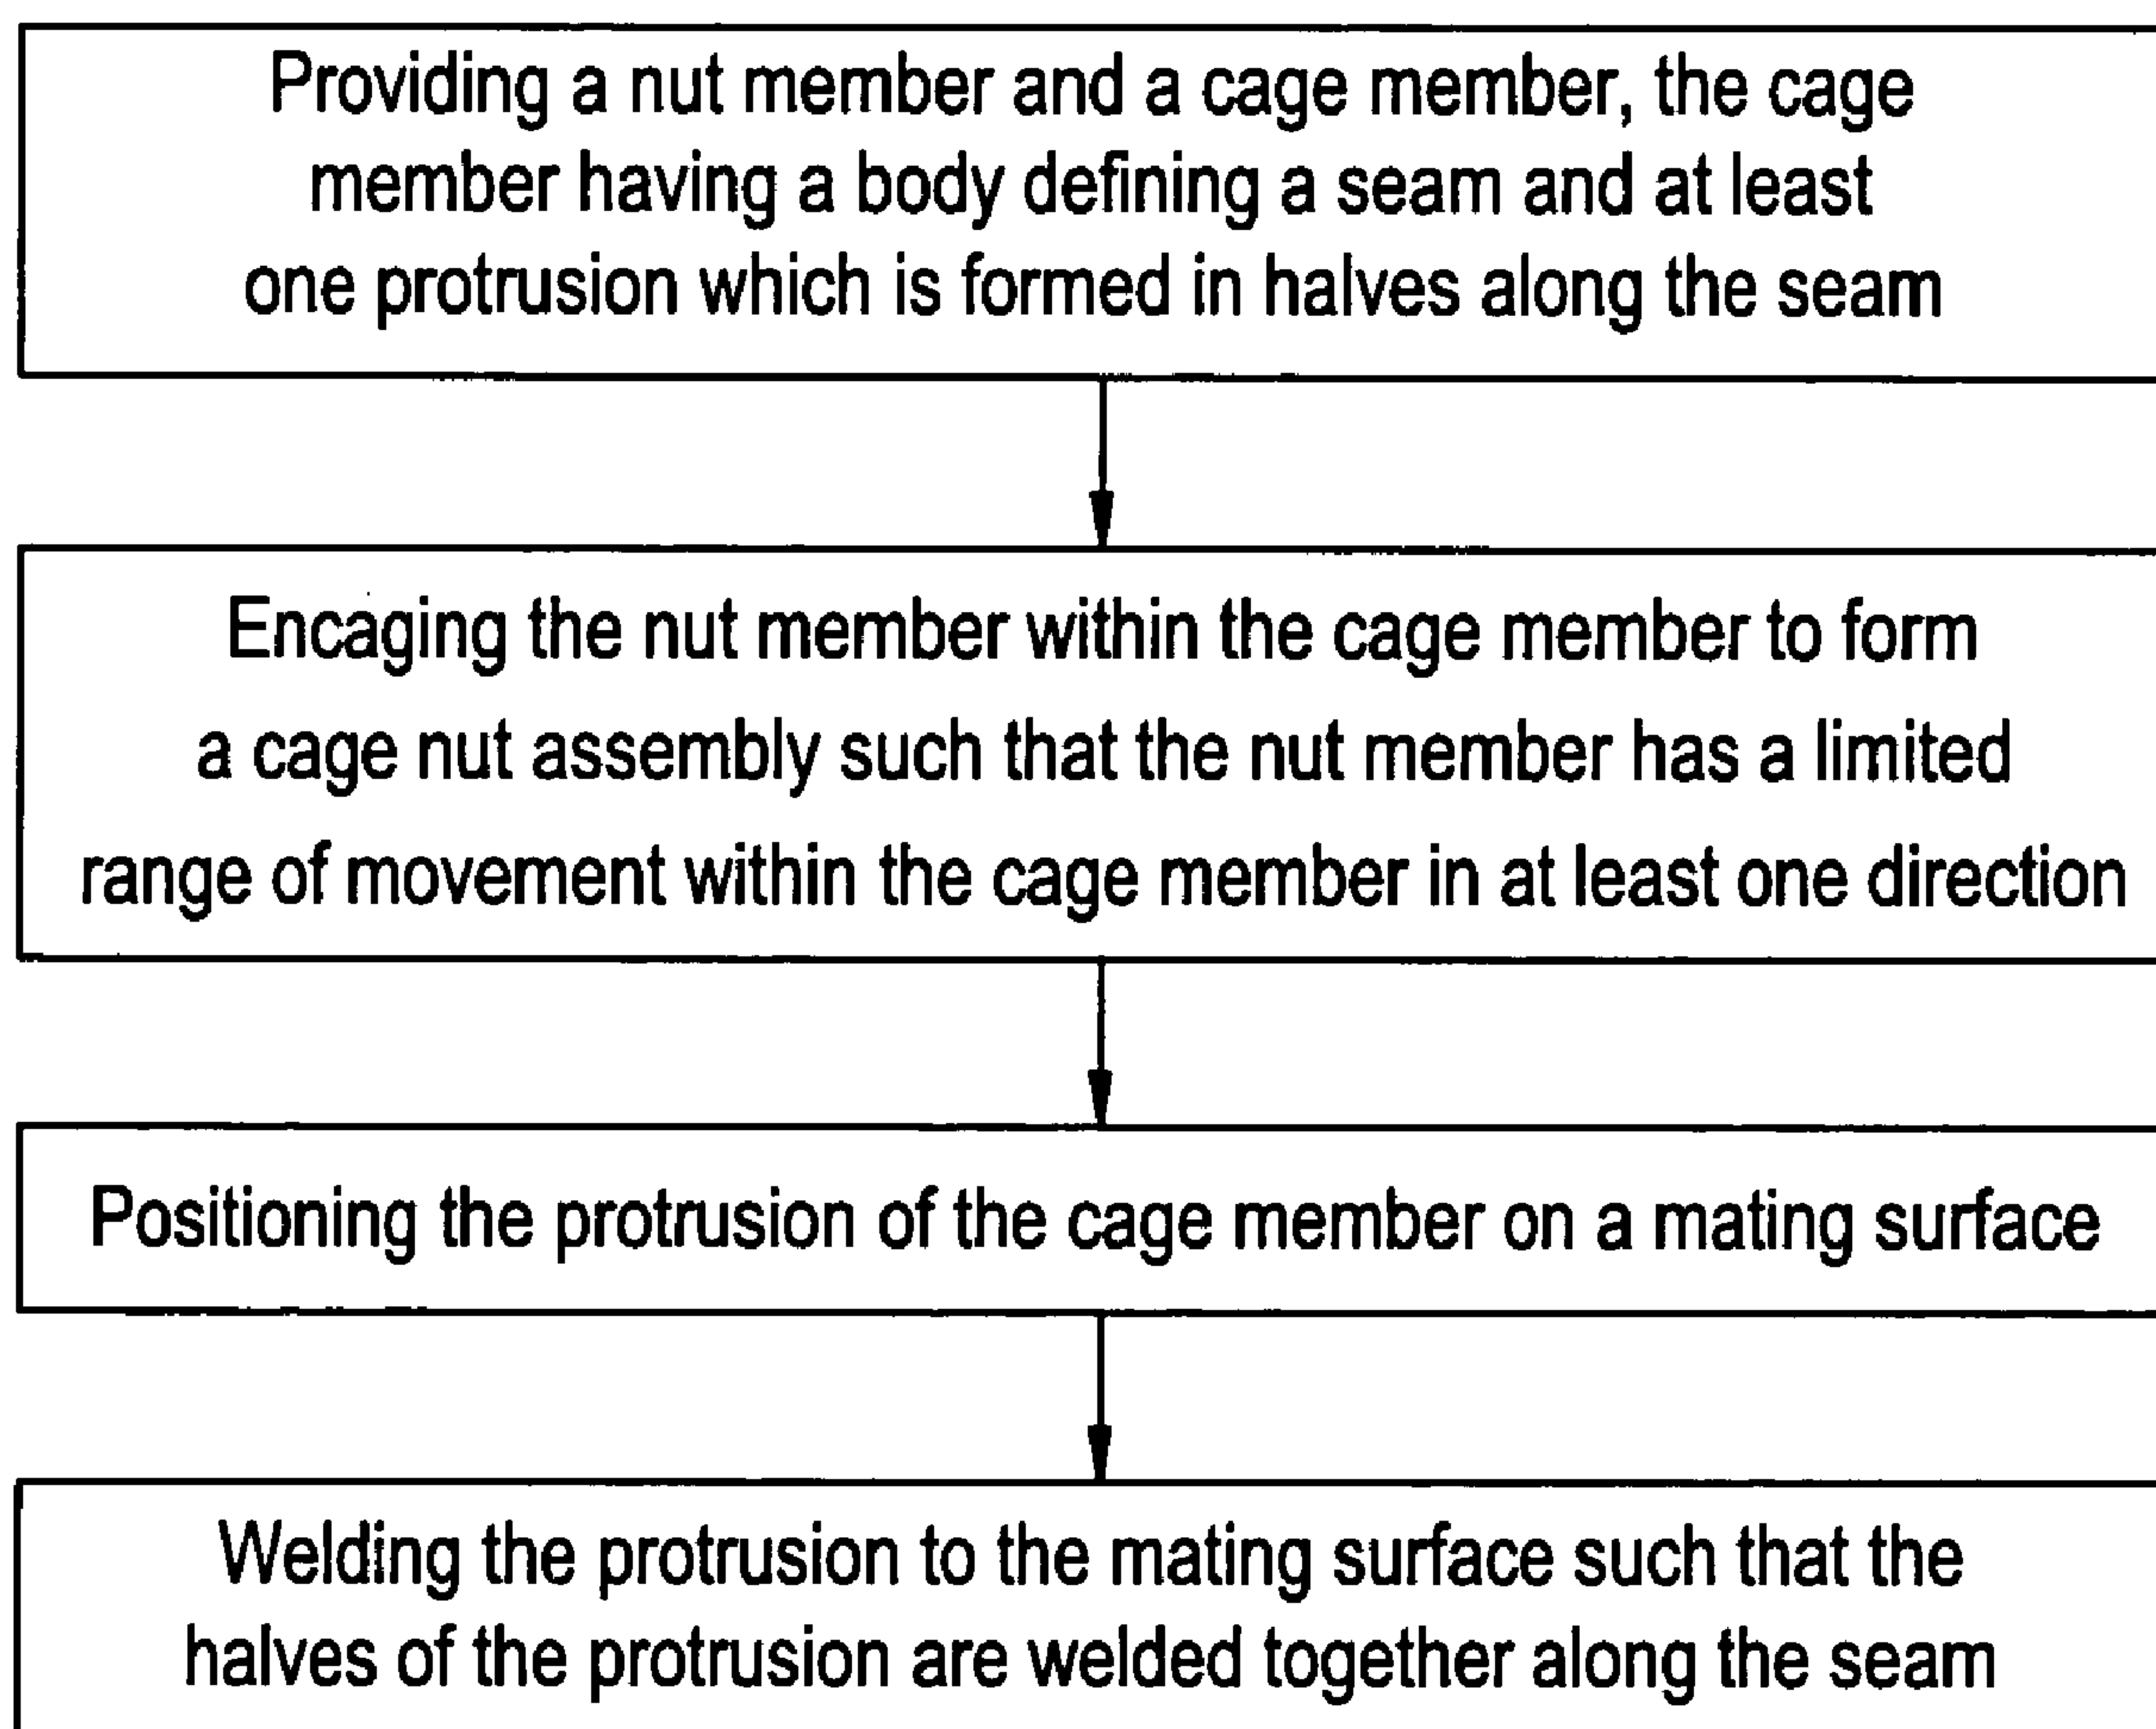 Providing a nut member and a cage member, the cage
member having a body defining a seam and at least
one protrusion which is formed in halves along the seam
Encaging the nut member within the cage member to form
a cage nut assembly such that the nut member has a limited
range of movement within the cage member in at least one direction
Positioning the protrusion of the cage member on a mating surface
Welding the protrusion to the mating surface such that the
halves of the protrusion are welded together along the seam